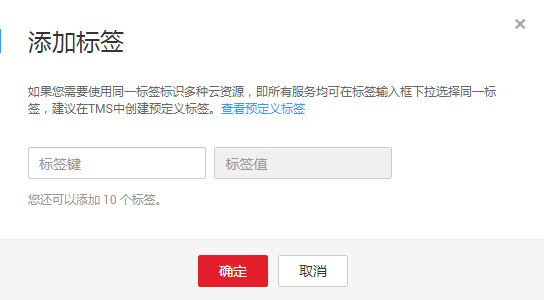 添加标签
如果您需要使用同一标签标识多种云资源，即所有服务均可在标签输入框下拉选择同一标
签，建议在TMS中创建预定义标签。查看预定义标签
标签键 标签值
您还可以添加 10 个标签。
确定 取消